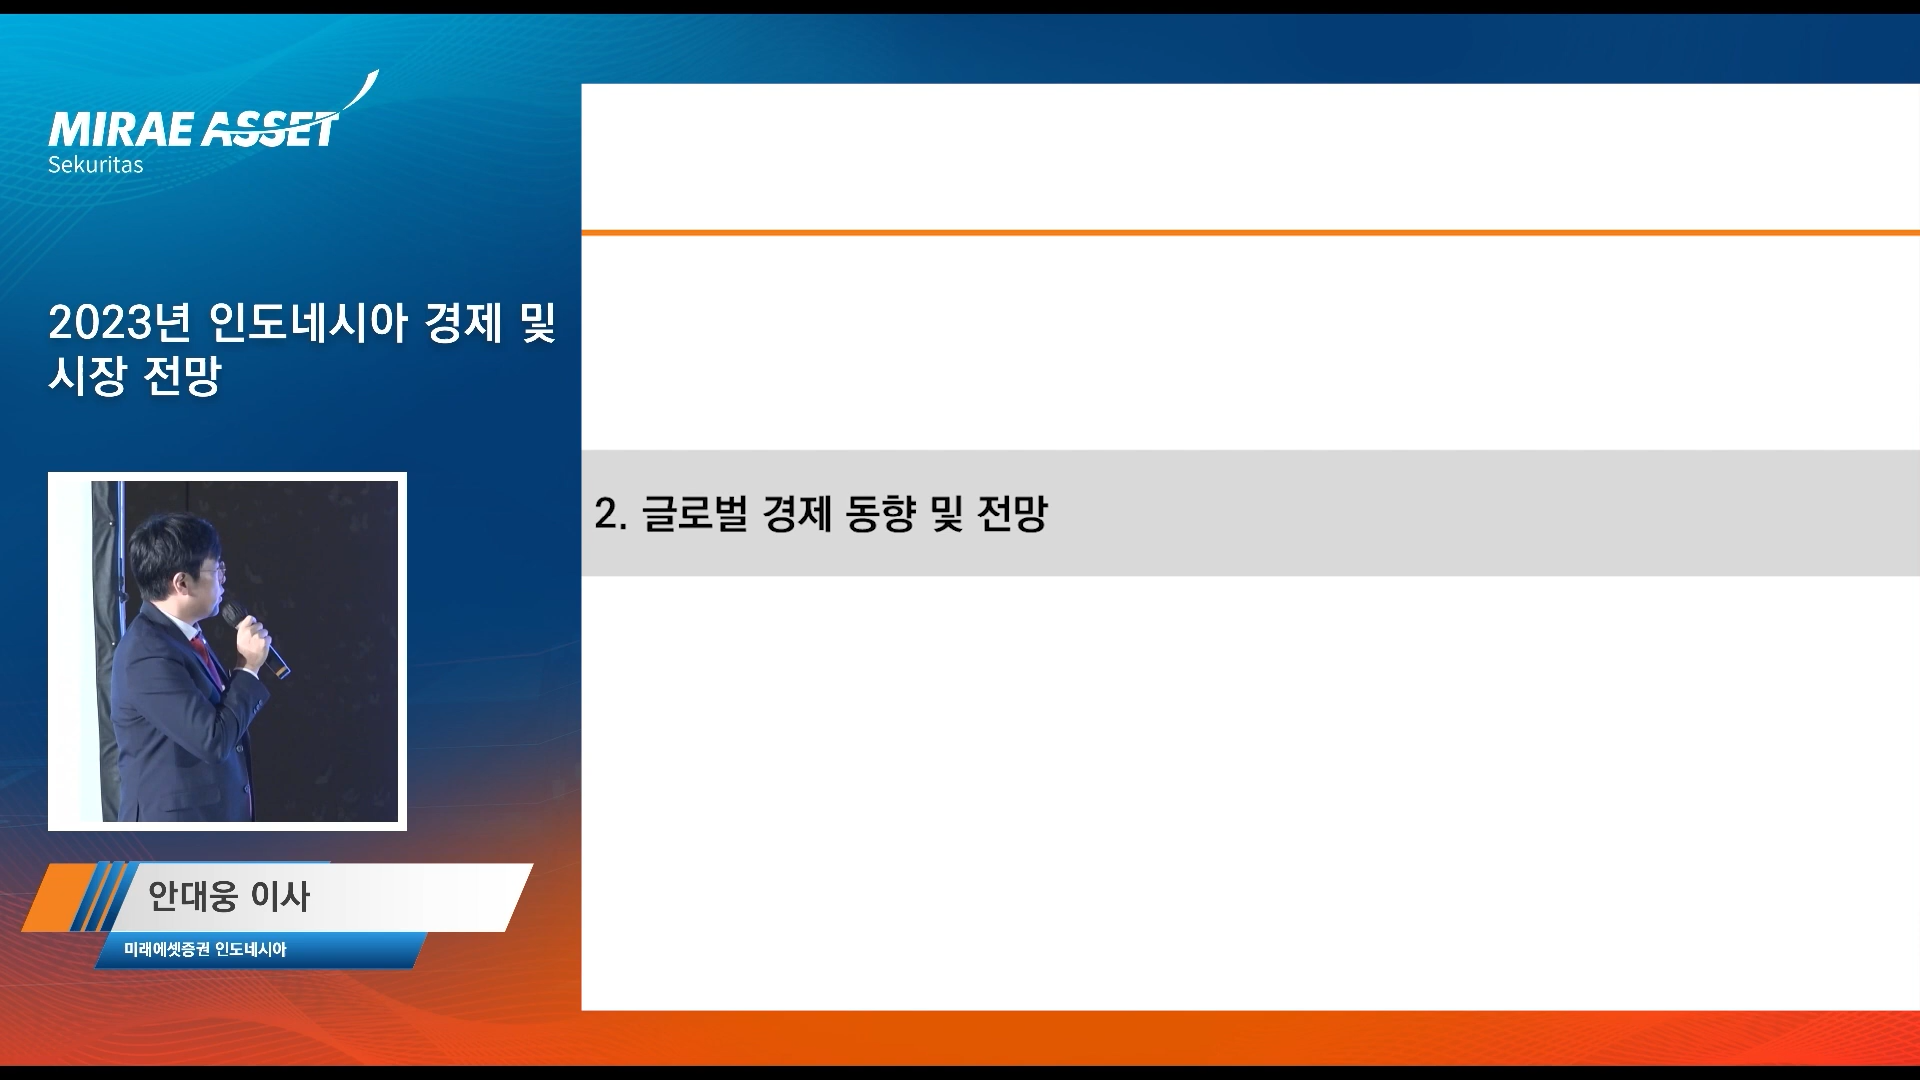 MIRAE ASSET
Sekuritas
2023년 인도네시아 경제 및
시장 전망
2. 글로벌 경제 동향 및 전망
안대웅 이사
미래에셋증권 인도네시아